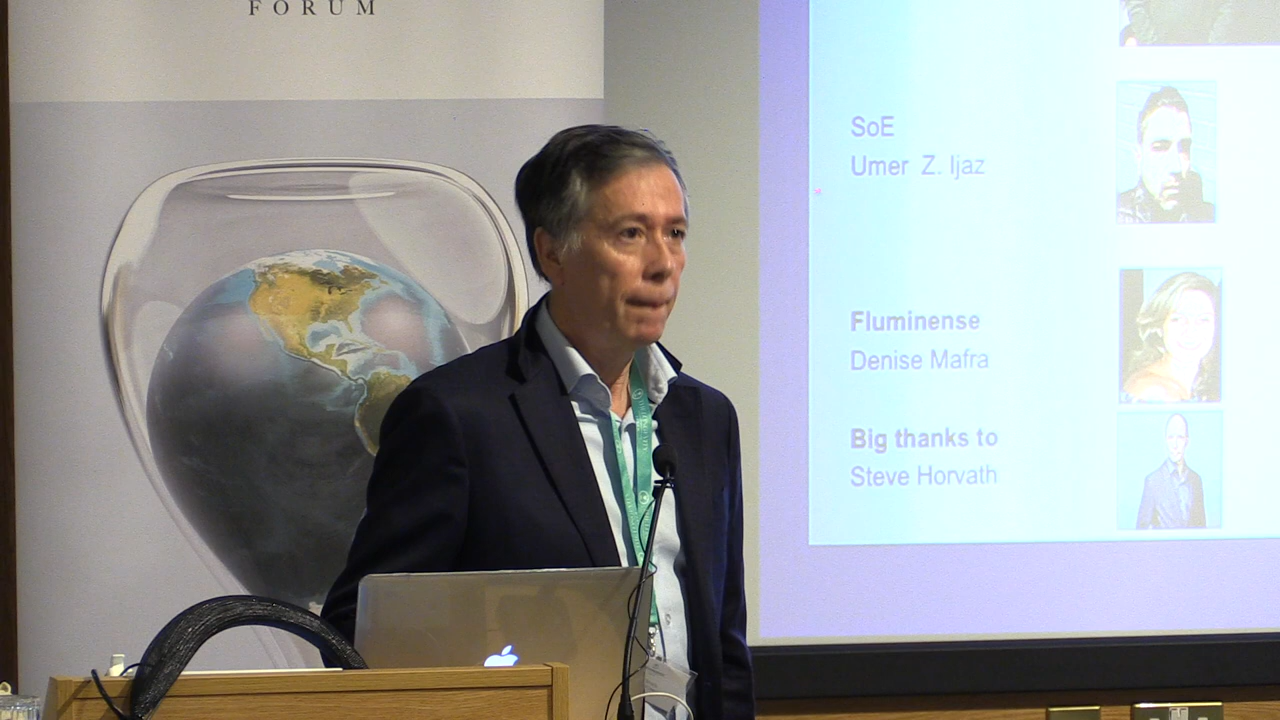 FORUM
SoE
Umer Z. Ijaz
Fluminense
Denise Mafra
Big thanks to
Steve Horvath